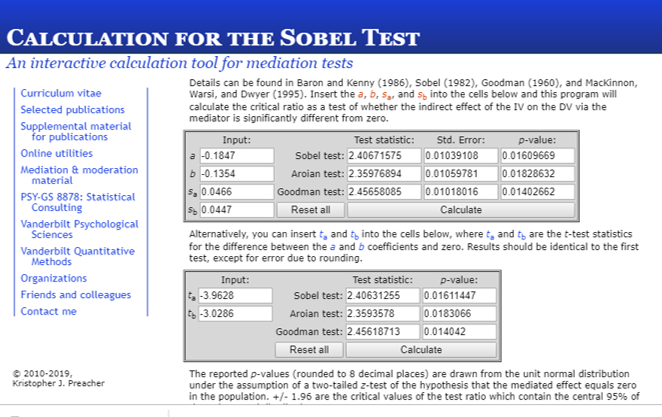 CALCULATION FOR THE SOBEL TEST
An interactive calculation tool for mediation tests
Curriculum vitae
Selected publications
Supplemental material
for publications
Online utilities
Mediation & moderation
material
PSY-GS 8878: Statistical
Consulting
Vanderbilt Psychological
Sciences
Vanderbilt Quantitative
Methods
Organizations
Friends and colleagues
Contact me
© 2010-2019,
Kristopher J. Preacher
Details can be found in Baron and Kenny (1986), Sobel (1982), Goodman (1960), and MacKinnon,
Warsi, and Dwyer (1995). Insert the a, b, sa, and sb into the cells below and this program will
calculate the critical ratio as a test of whether the indirect effect of the IV on the DV via the
mediator is significantly different from zero.
Input: Test statistic: Std. Error: p-value:
a -0.1847 Sobel test: 2.40671575 0.01039108 0.01609669
b -0.1354 Aroian test: 2.35976894 0.01059781 0.01828632
sa 0.0466 Goodman test: 2.45658085 0.01018016 0.01402662
sb 0.0447 Reset all Calculate
Alternatively, you can insert ta and tb into the cells below, where ta and tb are the t-test statistics
for the difference between the a and b coefficients and zero. Results should be identical to the first
test, except for error due to rounding.
Input: Test statistic: p-value:
ta -3.9628 Sobel test: 2.40631255 0.01611447
tb -3.0286 Aroian test: 2.3593578 0.0183066
Goodman test: 2.45618713 0.014042
Reset all Calculate
The reported p-values (rounded to 8 decimal places) are drawn from the unit normal distribution
under the assumption of a two-tailed z-test of the hypothesis that the mediated effect equals zero
in the population. +/- 1.96 are the critical values of the test ratio which contain the central 95% of